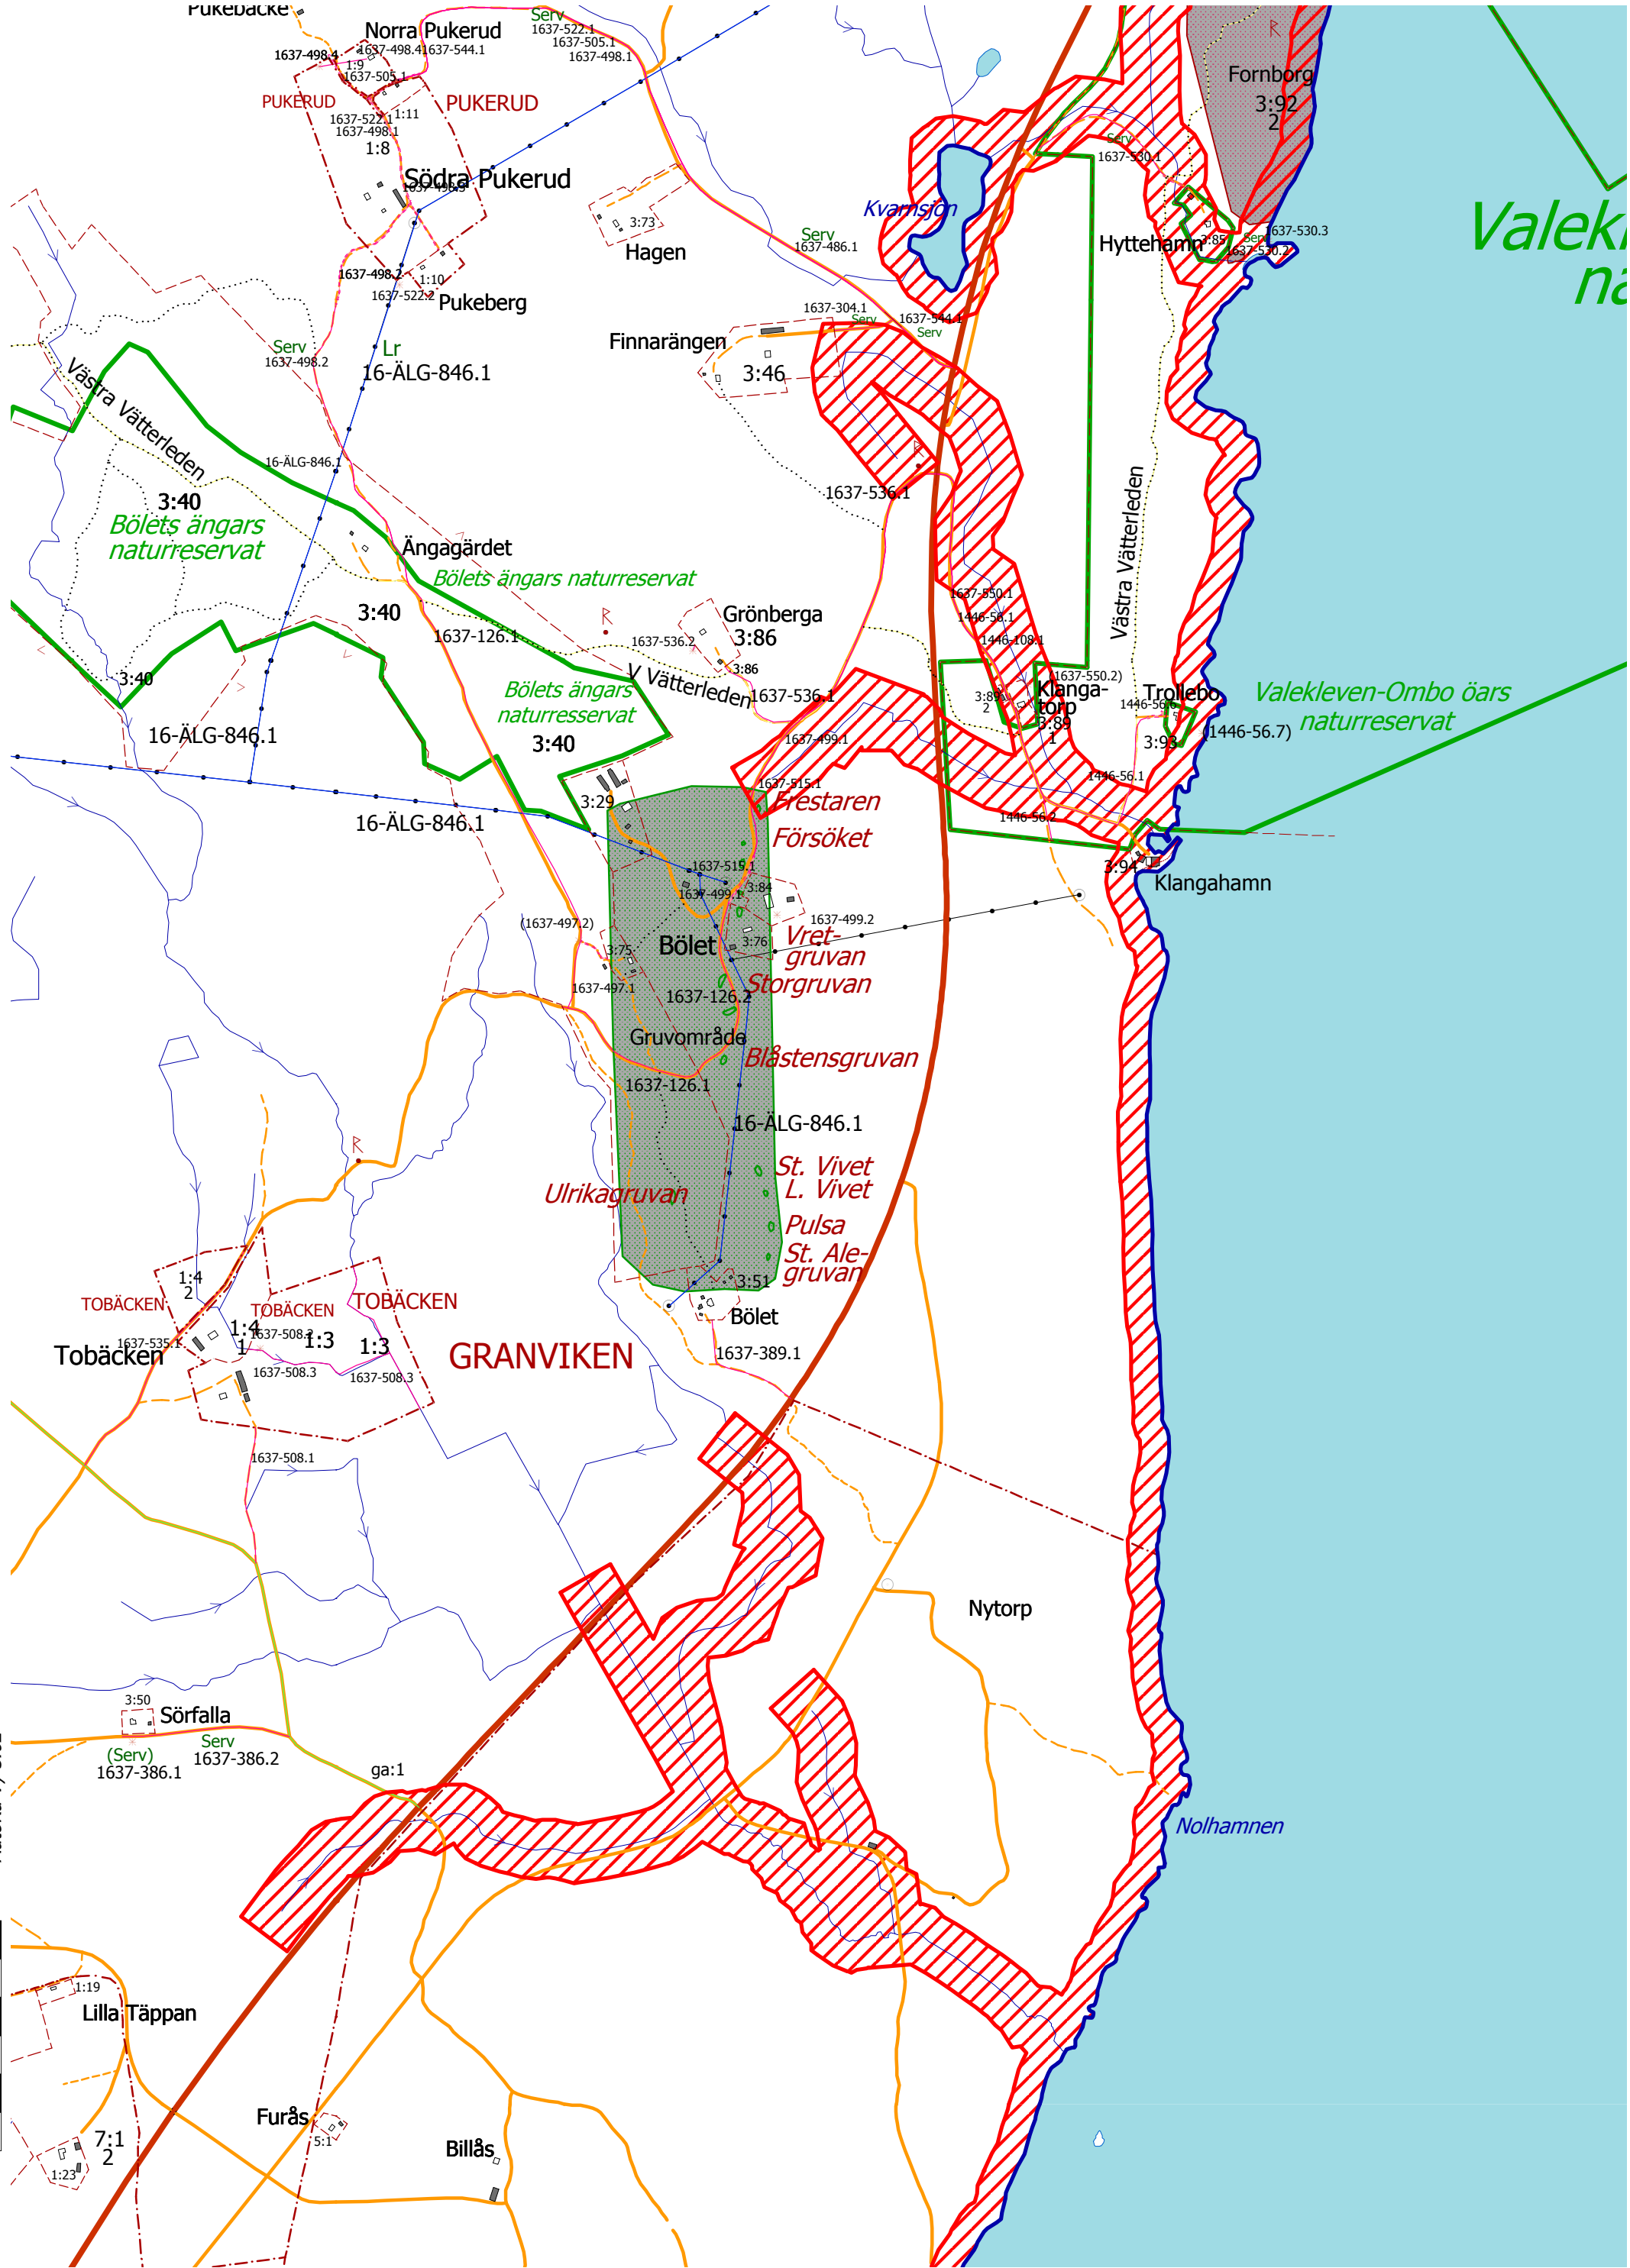 Pukebäcke
Norra Pukerud
Serv
1637-522.1
1637-505.1
1637-498.1
1637-498.4
1637-498.4
1637-544.1
1:9
1637-505.1
PUKERUD
PUKERUD
1:11
1637-522.1
1637-498.1
1:8
Södra Pukerud
Fornborg
3:92
2
Serv
1637-530.1
Kvarnsjön
3:73
Hagen
Serv
1637-486.1
Hyttehamn
3:85
Serv
1637-530.2
1637-530.3
1637-498.2
1:10
1637-522.2
Pukeberg
1637-304.1
Serv
1637-544.1
Serv
Finnarängen
3:46
Serv
1637-498.2
Lr
16-ÄLG-846.1
Västra Vätterleden
16-ÄLG-846.1
3:40
Bölets ängars
naturreservat
1637-536.1
Västra Vätterleden
Ängagärdet
Bölets ängars naturreservat
3:40
1637-126.1
Grönberga
3:86
1637-536.2
3:86
V Vätterleden
1637-536.1
1637-550.1
1446-56.1
1446-108.1
(1637-550.2)
3:89
2
Klanga-
torp
3:89
1
Trollebo
1446-56.6
3:93
(1446-56.7)
Valekleven-Ombo öars
naturreservat
3:40
16-ÄLG-846.1
Bölets ängars
naturresservat
3:40
1637-499.1
1637-515.1
1446-56.1
1446-56.2
3:29
Frestaren
Försöket
16-ÄLG-846.1
1637-515.1
1637-499.1
3:84
3:94
Klangahamn
(1637-497.2)
3:75
Bölet
3:76
1637-499.2
Vret-
gruvan
Storgruvan
1637-497.1
1637-126.2
Gruvområde
Blåstensgruvan
1637-126.1
16-ÄLG-846.1
St. Vivet
L. Vivet
Ulrikagruvan
Pulsa
St. Ale-
gruvan
3:51
Bölet
1637-389.1
1:4
2
TOBÄCKEN
TOBÄCKEN
TOBÄCKEN
1:4
1
1637-508.2
1:3
1:3
1637-535.1
Tobäcken
1637-508.3
1637-508.3
GRANVIKEN
1637-508.1
Nytorp
3:50
Sörfalla
(Serv)
1637-386.1
Serv
1637-386.2
ga:1
Nolhamnen
1:19
Lilla Täppan
Furås
5:1
Billås
7:1
2
1:23